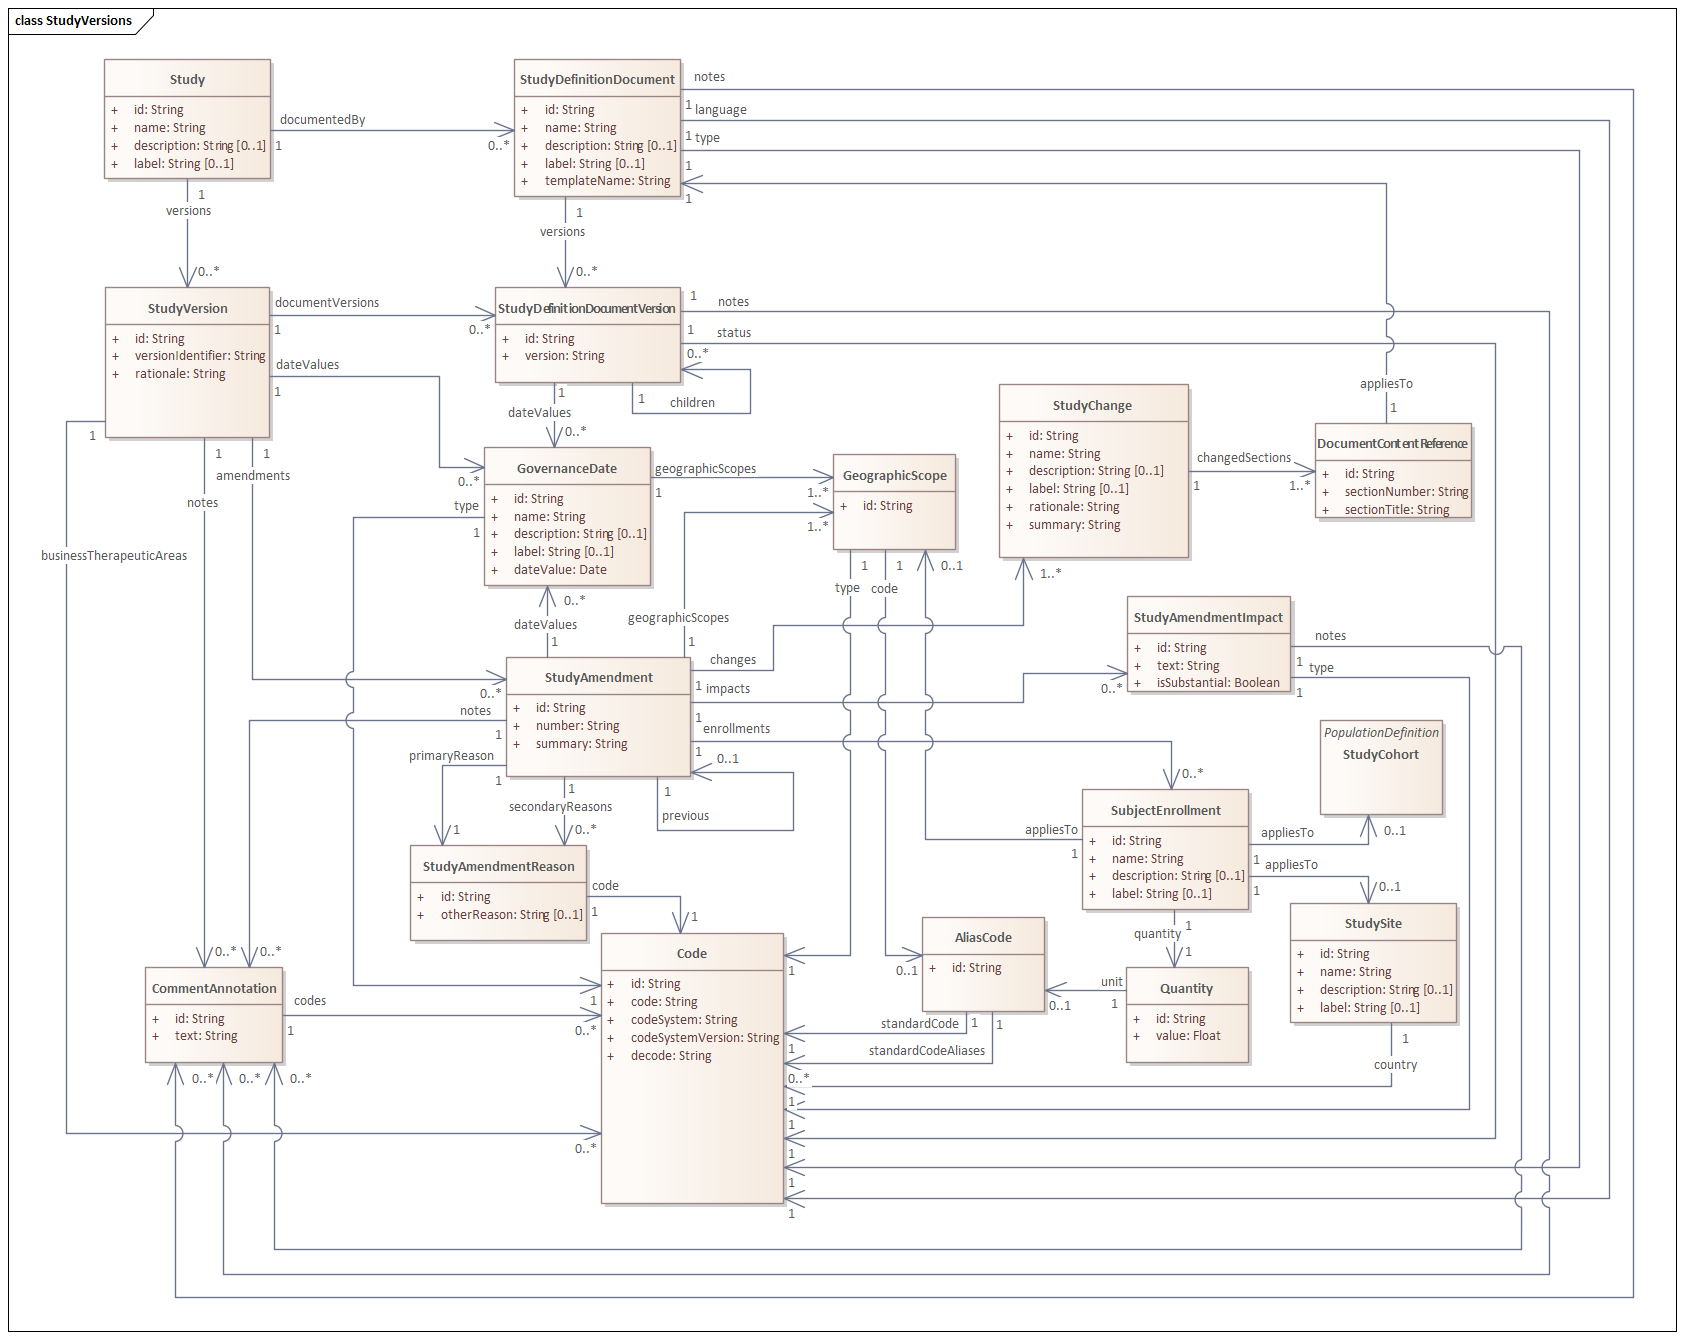 class StudyVersions
Study
+ id: String
+ name: String
+ description: String [0..1]
+ label: String [0..1]
documentedBy
1
0..*
StudyDefinitionDocument
+ id: String
+ name: String
+ description: String [0..1]
+ label: String [0..1]
+ templateName: String
notes
1
language
1
type
1
1
1
versions
0..*
1
versions
0..*
StudyVersion
+ id: String
+ versionIdentifier: String
+ rationale: String
documentVersions
1
0..*
dateValues
1
0..*
StudyDefinitionDocumentVersion
+ id: String
+ version: String
1
notes
1
status
0..*
1
children
1
dateValues
0..*
1
businessTherapeuticAreas
0..*
1
notes
0..*
1
amendments
0..*
GovernanceDate
+ id: String
+ name: String
+ description: String [0..1]
+ label: String [0..1]
+ dateValue: Date
type
1
1
geographicScopes
1
1..*
GeographicScope
+ id: String
1..*
1
type
1
1
code
0..1
0..1
StudyChange
+ id: String
+ name: String
+ description: String [0..1]
+ label: String [0..1]
+ rationale: String
+ summary: String
changedSections
1
1..*
appliesTo
1
DocumentContentReference
+ id: String
+ sectionNumber: String
+ sectionTitle: String
1..*
0..*
dateValues
1
geographicScopes
1
StudyAmendment
+ id: String
+ number: String
+ summary: String
changes
1
impacts
1
0..*
enrollments
1
0..*
0..1
1
previous
notes
1
0..*
primaryReason
1
1
1
secondaryReasons
0..*
StudyAmendmentImpact
+ id: String
+ text: String
+ isSubstantial: Boolean
notes
1
type
1
PopulationDefinition
StudyCohort
SubjectEnrollment
+ id: String
+ name: String
+ description: String [0..1]
+ label: String [0..1]
appliesTo
1
appliesTo
1
0..1
appliesTo
1
0..1
1
quantity
1
StudyAmendmentReason
+ id: String
+ otherReason: String [0..1]
code
1
1
StudySite
+ id: String
+ name: String
+ description: String [0..1]
+ label: String [0..1]
1
country
AliasCode
+ id: String
unit
1
0..1
Quantity
+ id: String
+ value: Float
1
standardCode
1
1
standardCodeAliases
0..*
CommentAnnotation
+ id: String
+ text: String
codes
1
0..*
0..*
0..*
0..*
Code
+ id: String
+ code: String
+ codeSystem: String
+ codeSystemVersion: String
+ decode: String
1
1
1
1
1
1